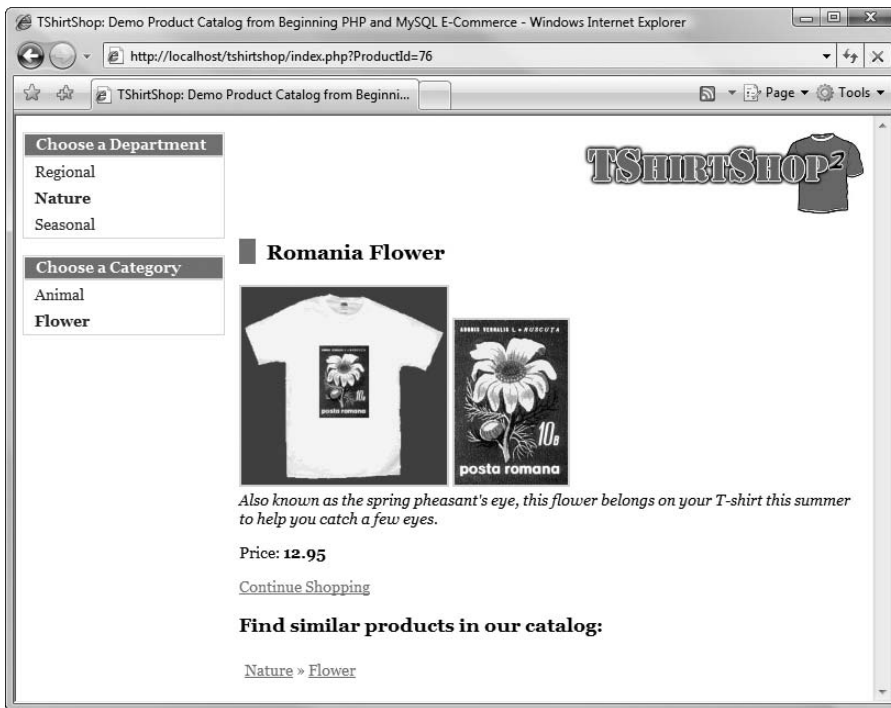 TShirtShop: Demo Product Catalog from Beginning PHP and MySQL E-Commerce - Windows Internet Explorer
http://localhost/tshirtshop/index.php?ProductId=76
TShirtShop: Demo Product Catalog from Beginni...
Page
Tools
Choose a Department
Regional
Nature
Seasonal
Choose a Category
Animal
Flower
TShirtShop²
Romania Flower
10B
posta romana
ADONIS VERNALIS L. • RUSCUȚA
10B
posta romana
Also known as the spring pheasant's eye, this flower belongs on your T-shirt this summer
to help you catch a few eyes.
Price: 12.95
Continue Shopping
Find similar products in our catalog:
Nature » Flower